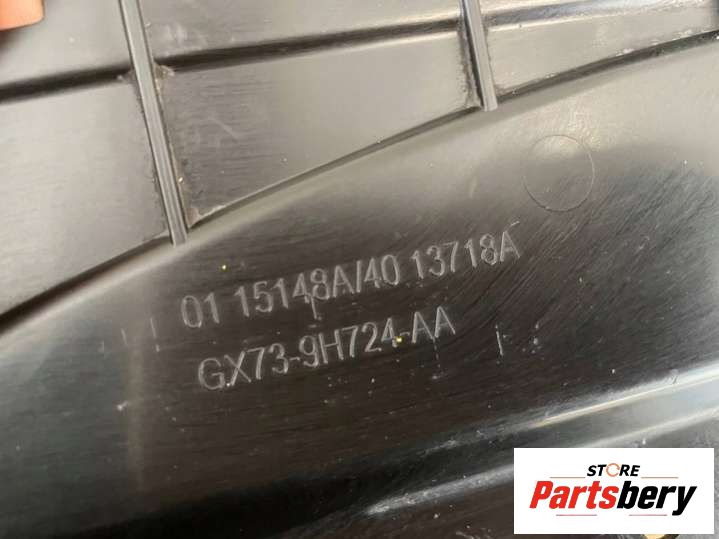 01 15148A/40 13718A
GX73-9H724-AA
STORE
Partsbery